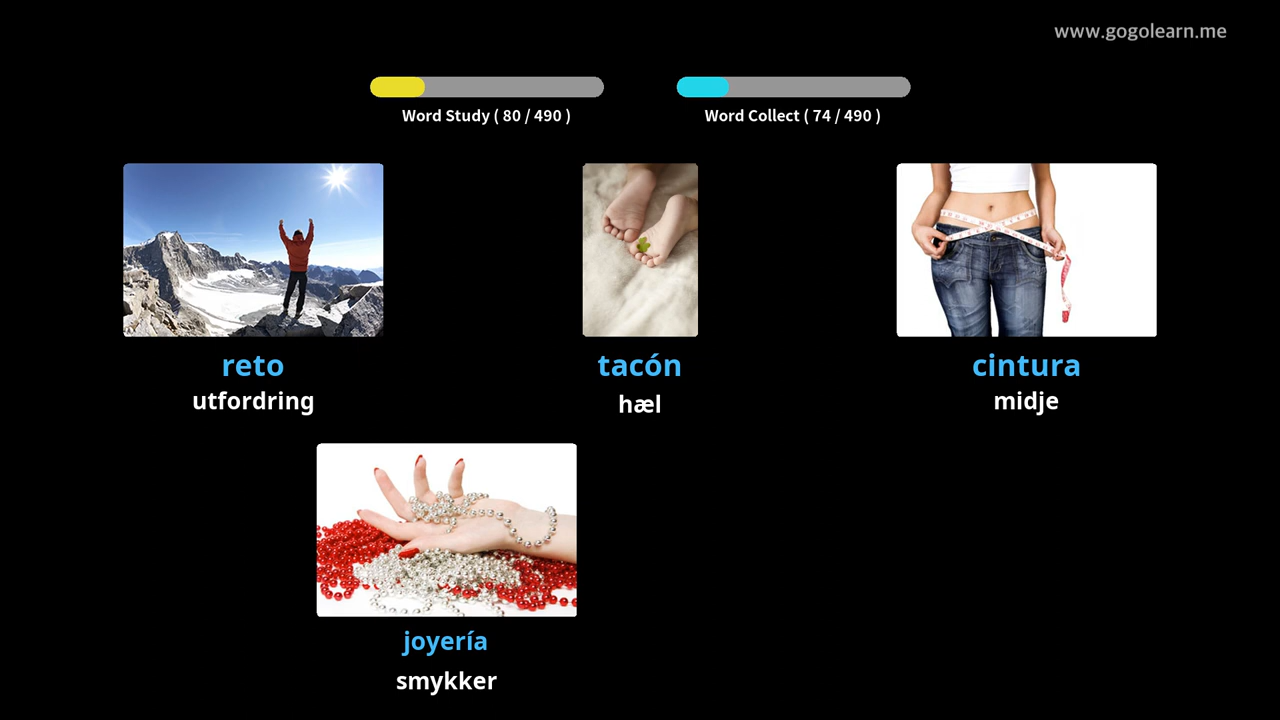 www.gogolearn.me
Word Study ( 80 / 490 )
Word Collect ( 74 / 490 )
reto
utfordring
tacón
hæl
cintura
midje
joyería
smykker